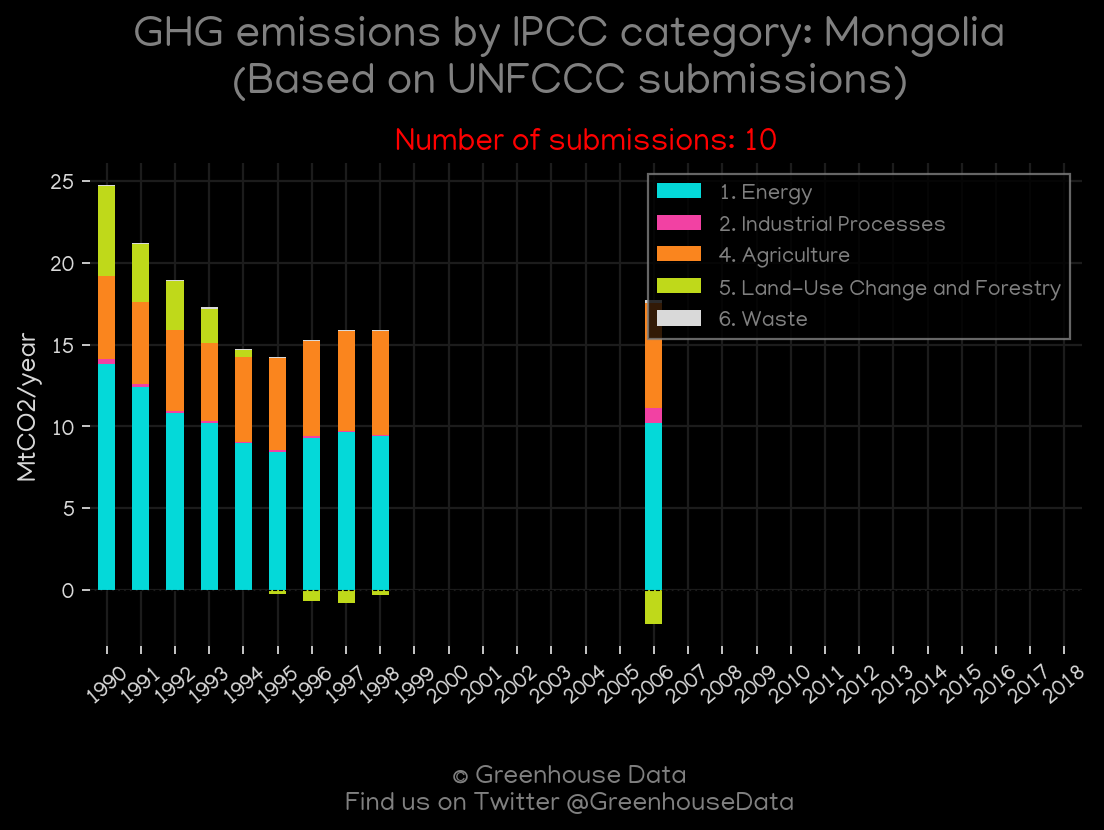 GHG emissions by IPCC category: Mongolia
(Based on UNFCCC submissions)
Number of submissions: 10
1. Energy
2. Industrial Processes
4. Agriculture
5. Land-Use Change and Forestry
6. Waste
MtCO2/year
25
20
15
10
5
0
1990 1991 1992 1993 1994 1995 1996 1997 1998 1999 2000 2001 2002 2003 2004 2005 2006 2007 2008 2009 2010 2011 2012 2013 2014 2015 2016 2017 2018
© Greenhouse Data
Find us on Twitter @GreenhouseData